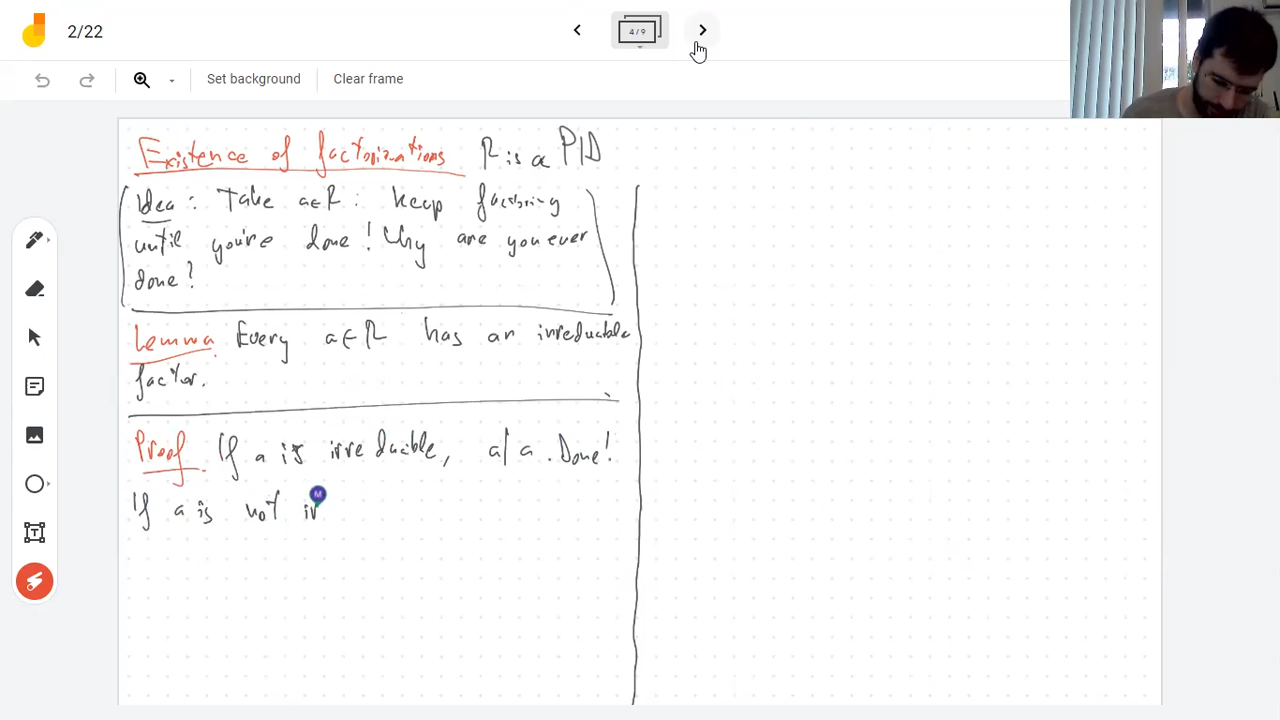 2/22
4/9
Set background
Clear frame
Existence of factorizations R is a PID
Idea: Take a∈R: keep factoring
until you're done! Why are you ever
done?
Lemma. Every a∈R has an irreducible
factor.
Proof. If a is irreducible, a|a. Done!
If a is not ir
M